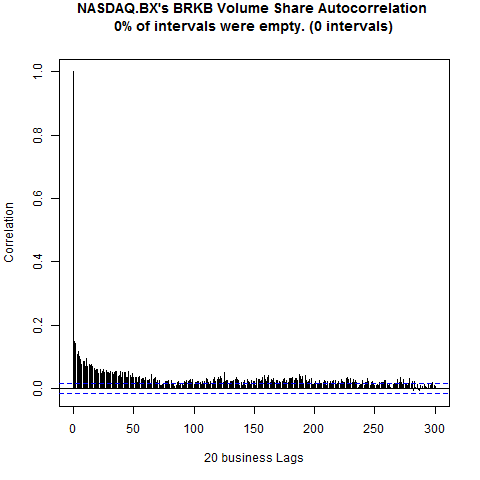 NASDAQ.BX's BRKB Volume Share Autocorrelation
0% of intervals were empty. (0 intervals)
Correlation
1.0
0.8
0.6
0.4
0.2
0.0
0 50 100 150 200 250 300
20 business Lags